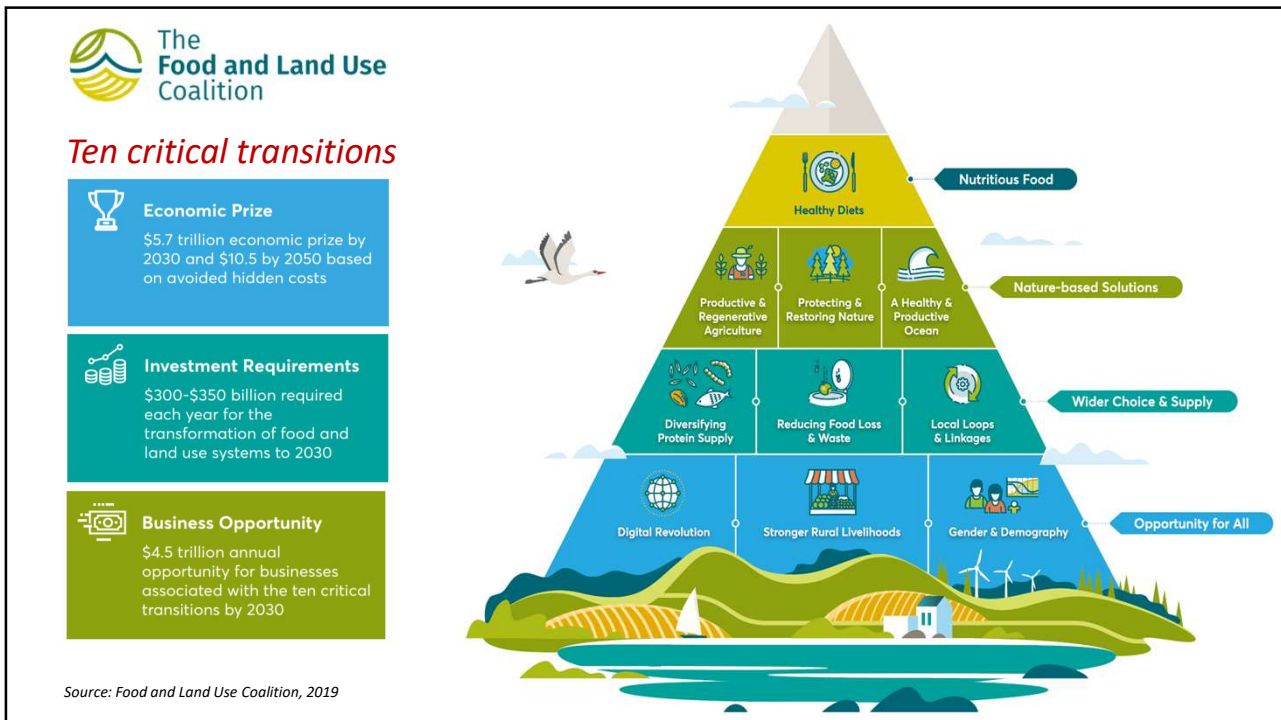 The
Food and Land Use
Coalition
Ten critical transitions
Economic Prize
$5.7 trillion economic prize by
2030 and $10.5 by 2050 based
on avoided hidden costs
Investment Requirements
$300-$350 billion required
each year for the
transformation of food and
land use systems to 2030
Business Opportunity
$4.5 trillion annual
opportunity for businesses
associated with the ten critical
transitions by 2030
Source: Food and Land Use Coalition, 2019
Healthy Diets
Nutritious Food
Productive &
Regenerative
Agriculture
Protecting &
Restoring Nature
A Healthy &
Productive
Ocean
Nature-based Solutions
Diversifying
Protein Supply
Reducing Food Loss
& Waste
Local Loops
& Linkages
Wider Choice & Supply
Digital Revolution
Stronger Rural Livelihoods
Gender & Demography
Opportunity for All